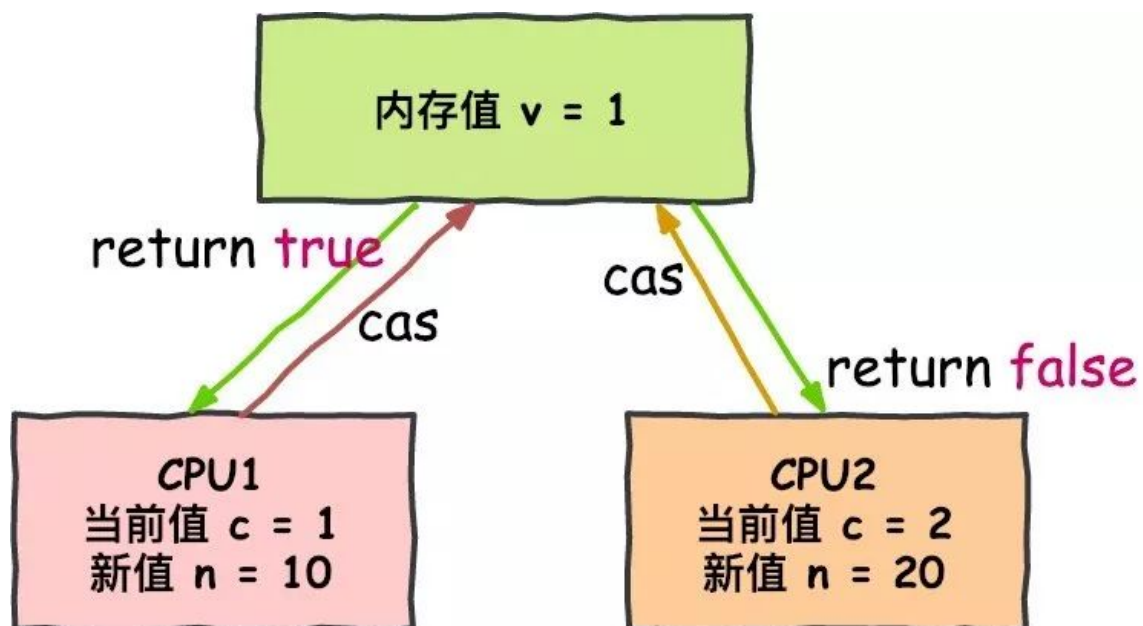 内存值 v = 1
return true
cas
cas
return false
CPU1
当前值 c = 1
新值 n = 10
CPU2
当前值 c = 2
新值 n = 20